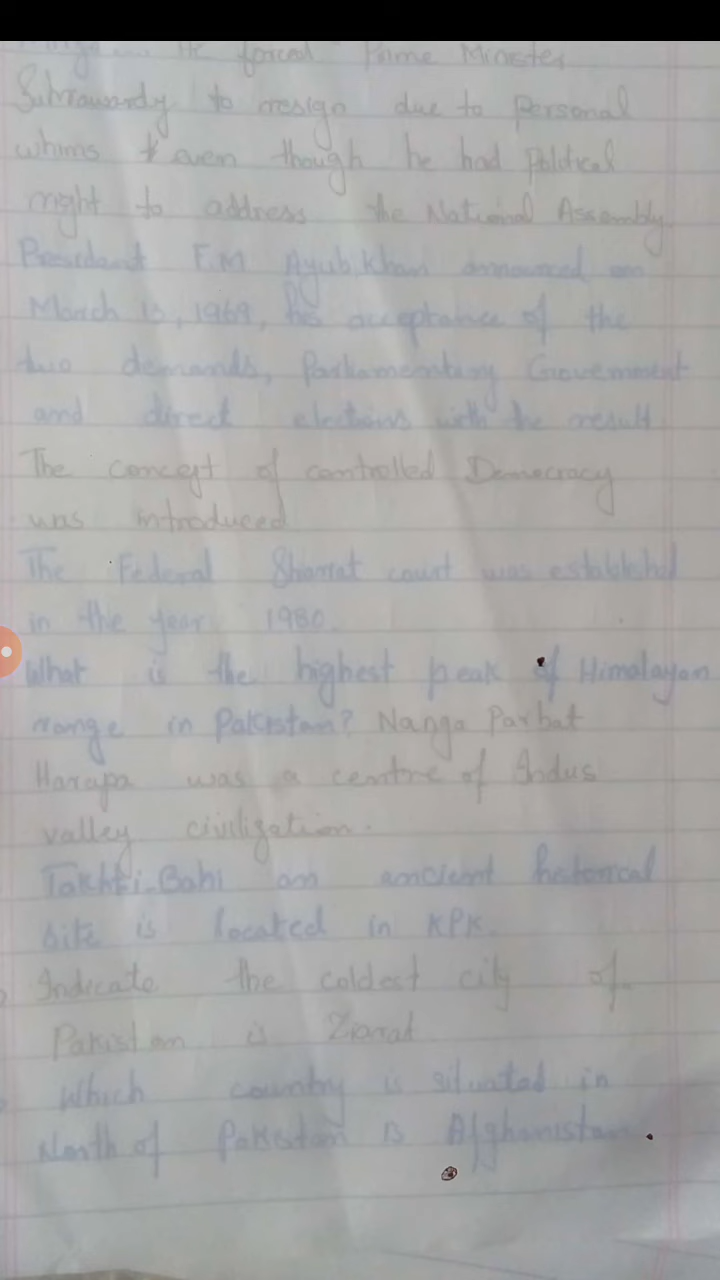 He forced Prime Minister
Suhrawardy to resign due to personal
whims even though he had Political
right to address the National Assembly
President F.M Ayub Khan announced on
March 13, 1969, his acceptance of the
two demands, Parliamentary Government
and direct elections with the result
The concept of controlled Democracy
was introduced
The Federal Shariat court was established
in the year 1980.
What is the highest peak of Himalayan
range in Pakistan? Nanga Parbat
Harapa was a centre of Indus
valley civilization.
Takhti-Bahi an ancient historical
site is located in KPK.
Indicate the coldest city of
Pakistan is Ziarat
Which country is situated in
North of Pakistan is Afghanistan.